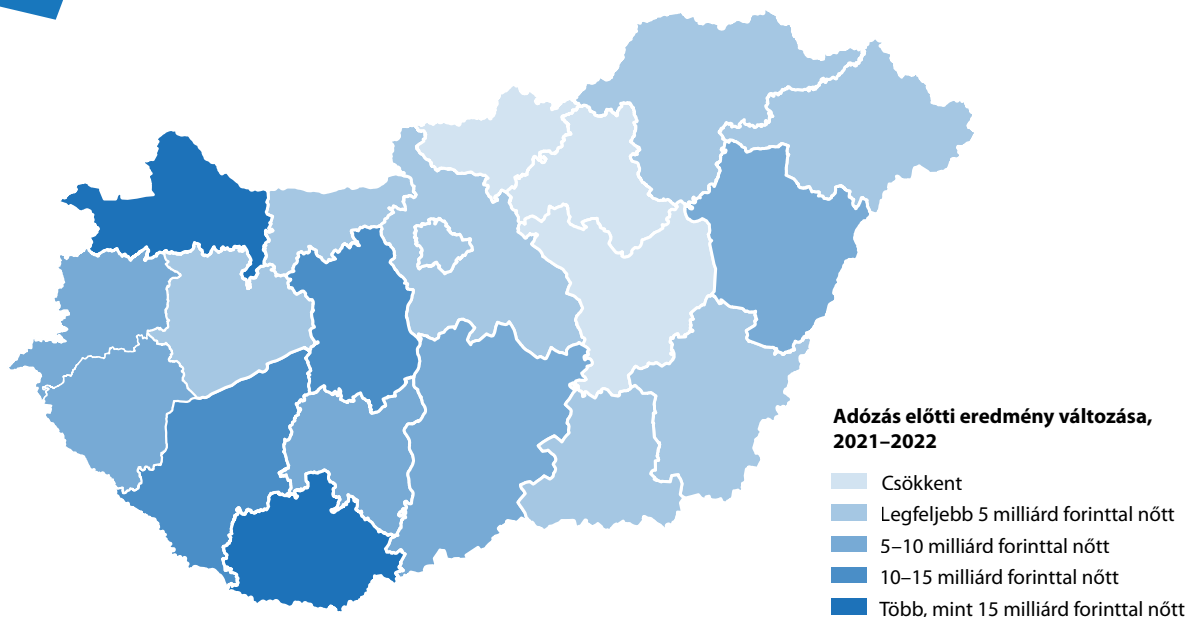 Adózás előtti eredmény változása,
2021–2022
Csökkent
Legfeljebb 5 milliárd forinttal nőtt
5–10 milliárd forinttal nőtt
10–15 milliárd forinttal nőtt
Több, mint 15 milliárd forinttal nőtt